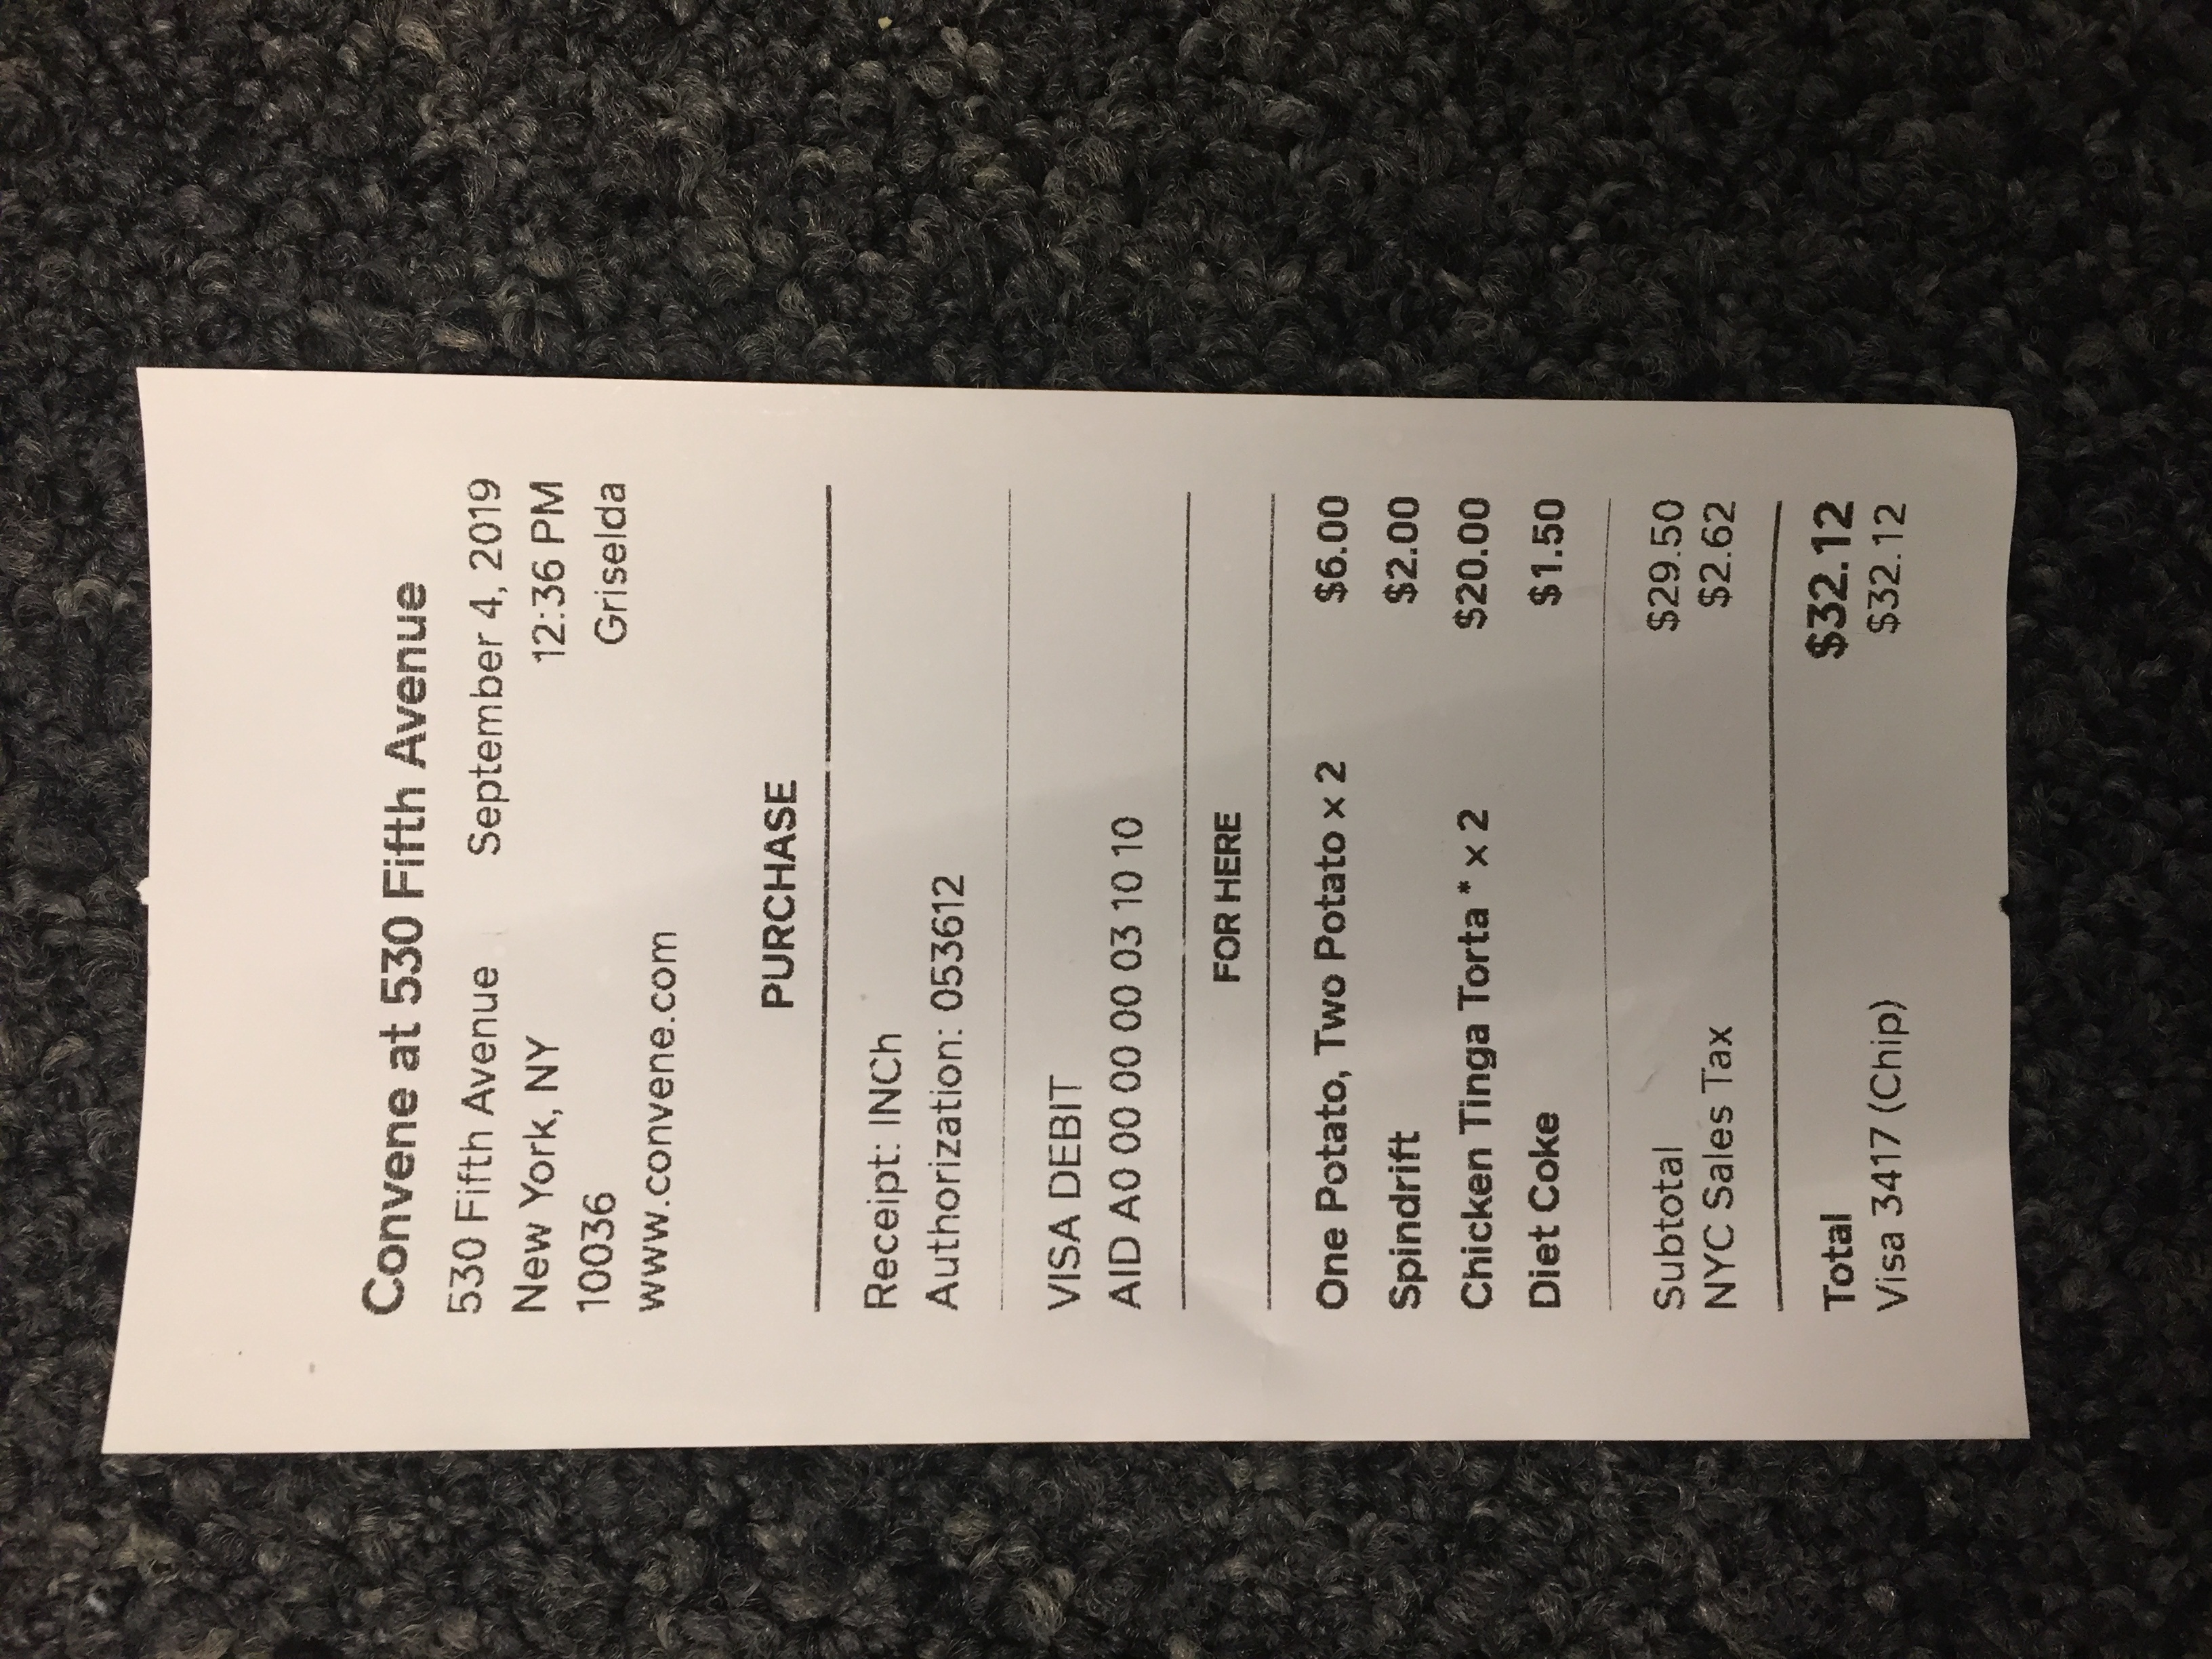 Convene at 530 Fifth Avenue
530 Fifth Avenue September 4, 2019
New York, NY 12:36 PM
10036 Griselda
www.convene.com
PURCHASE
Receipt: INCh
Authorization: 053612
VISA DEBIT
AID A0 00 00 00 03 10 10
FOR HERE
One Potato, Two Potato x 2 $6.00
Spindrift $2.00
Chicken Tinga Torta * x 2 $20.00
Diet Coke $1.50
Subtotal $29.50
NYC Sales Tax $2.62
Total $32.12
Visa 3417 (Chip) $32.12